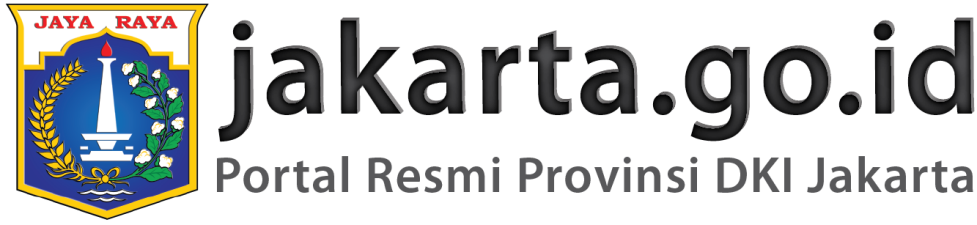 JAYA RAYA
jakarta.go.id
Portal Resmi Provinsi DKI Jakarta